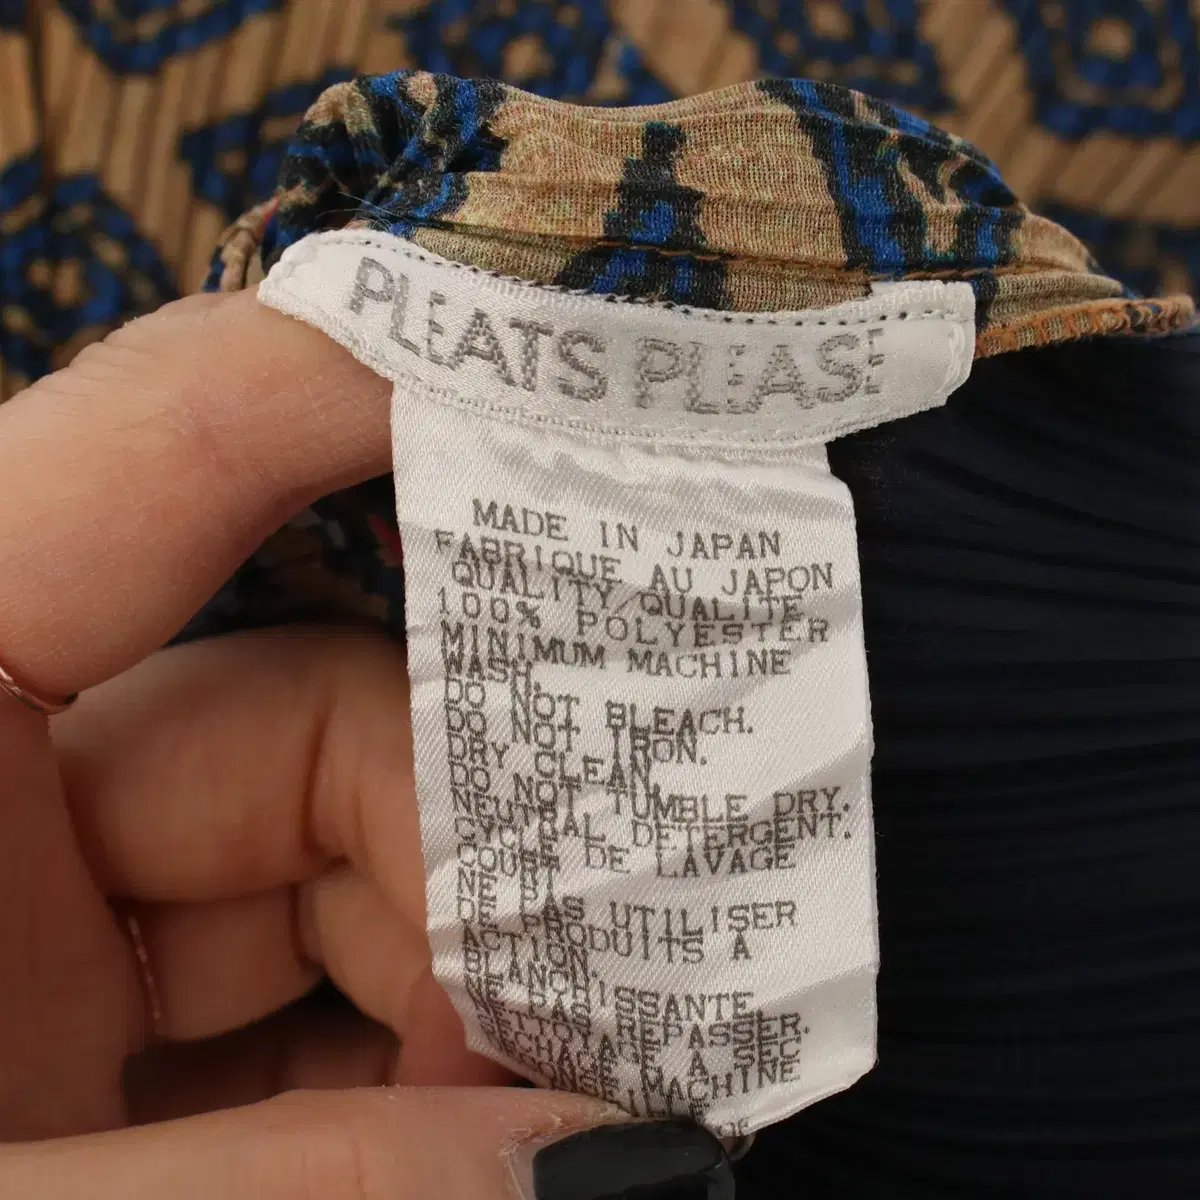 PLEATS PLEASE
MADE IN JAPAN
FABRIQUE AU JAPON
QUALITY/QUALITE
100% POLYESTER
MINIMUM MACHINE
WASH.
DO NOT BLEACH.
DO NOT IRON.
DRY CLEAN.
DO NOT TUMBLE DRY.
NEUTRAL DETERGENT.
CYCLE DE LAVAGE
COURT
NE PAS UTILISER
DE PRODUITS A
ACTION
BLANCHISSANTE.
NE PAS REPASSER.
NETTOYAGE A SEC
SECHAGE MACHINE